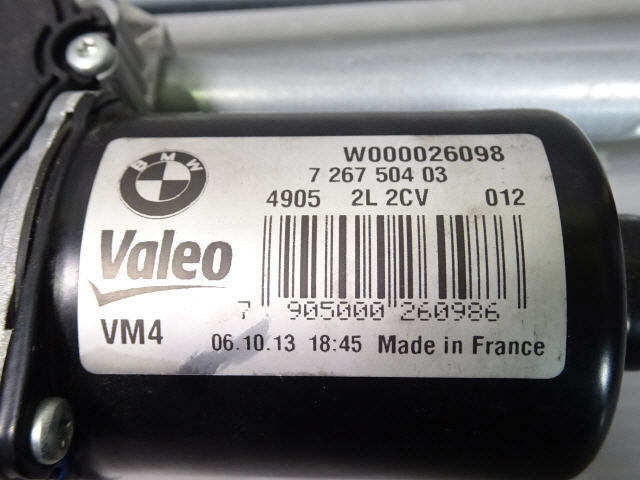 BMW
W000026098
7 267 504 03
4905 2L 2CV 012
Valeo
7 905000 260986
VM4
06.10.13 18:45 Made in France